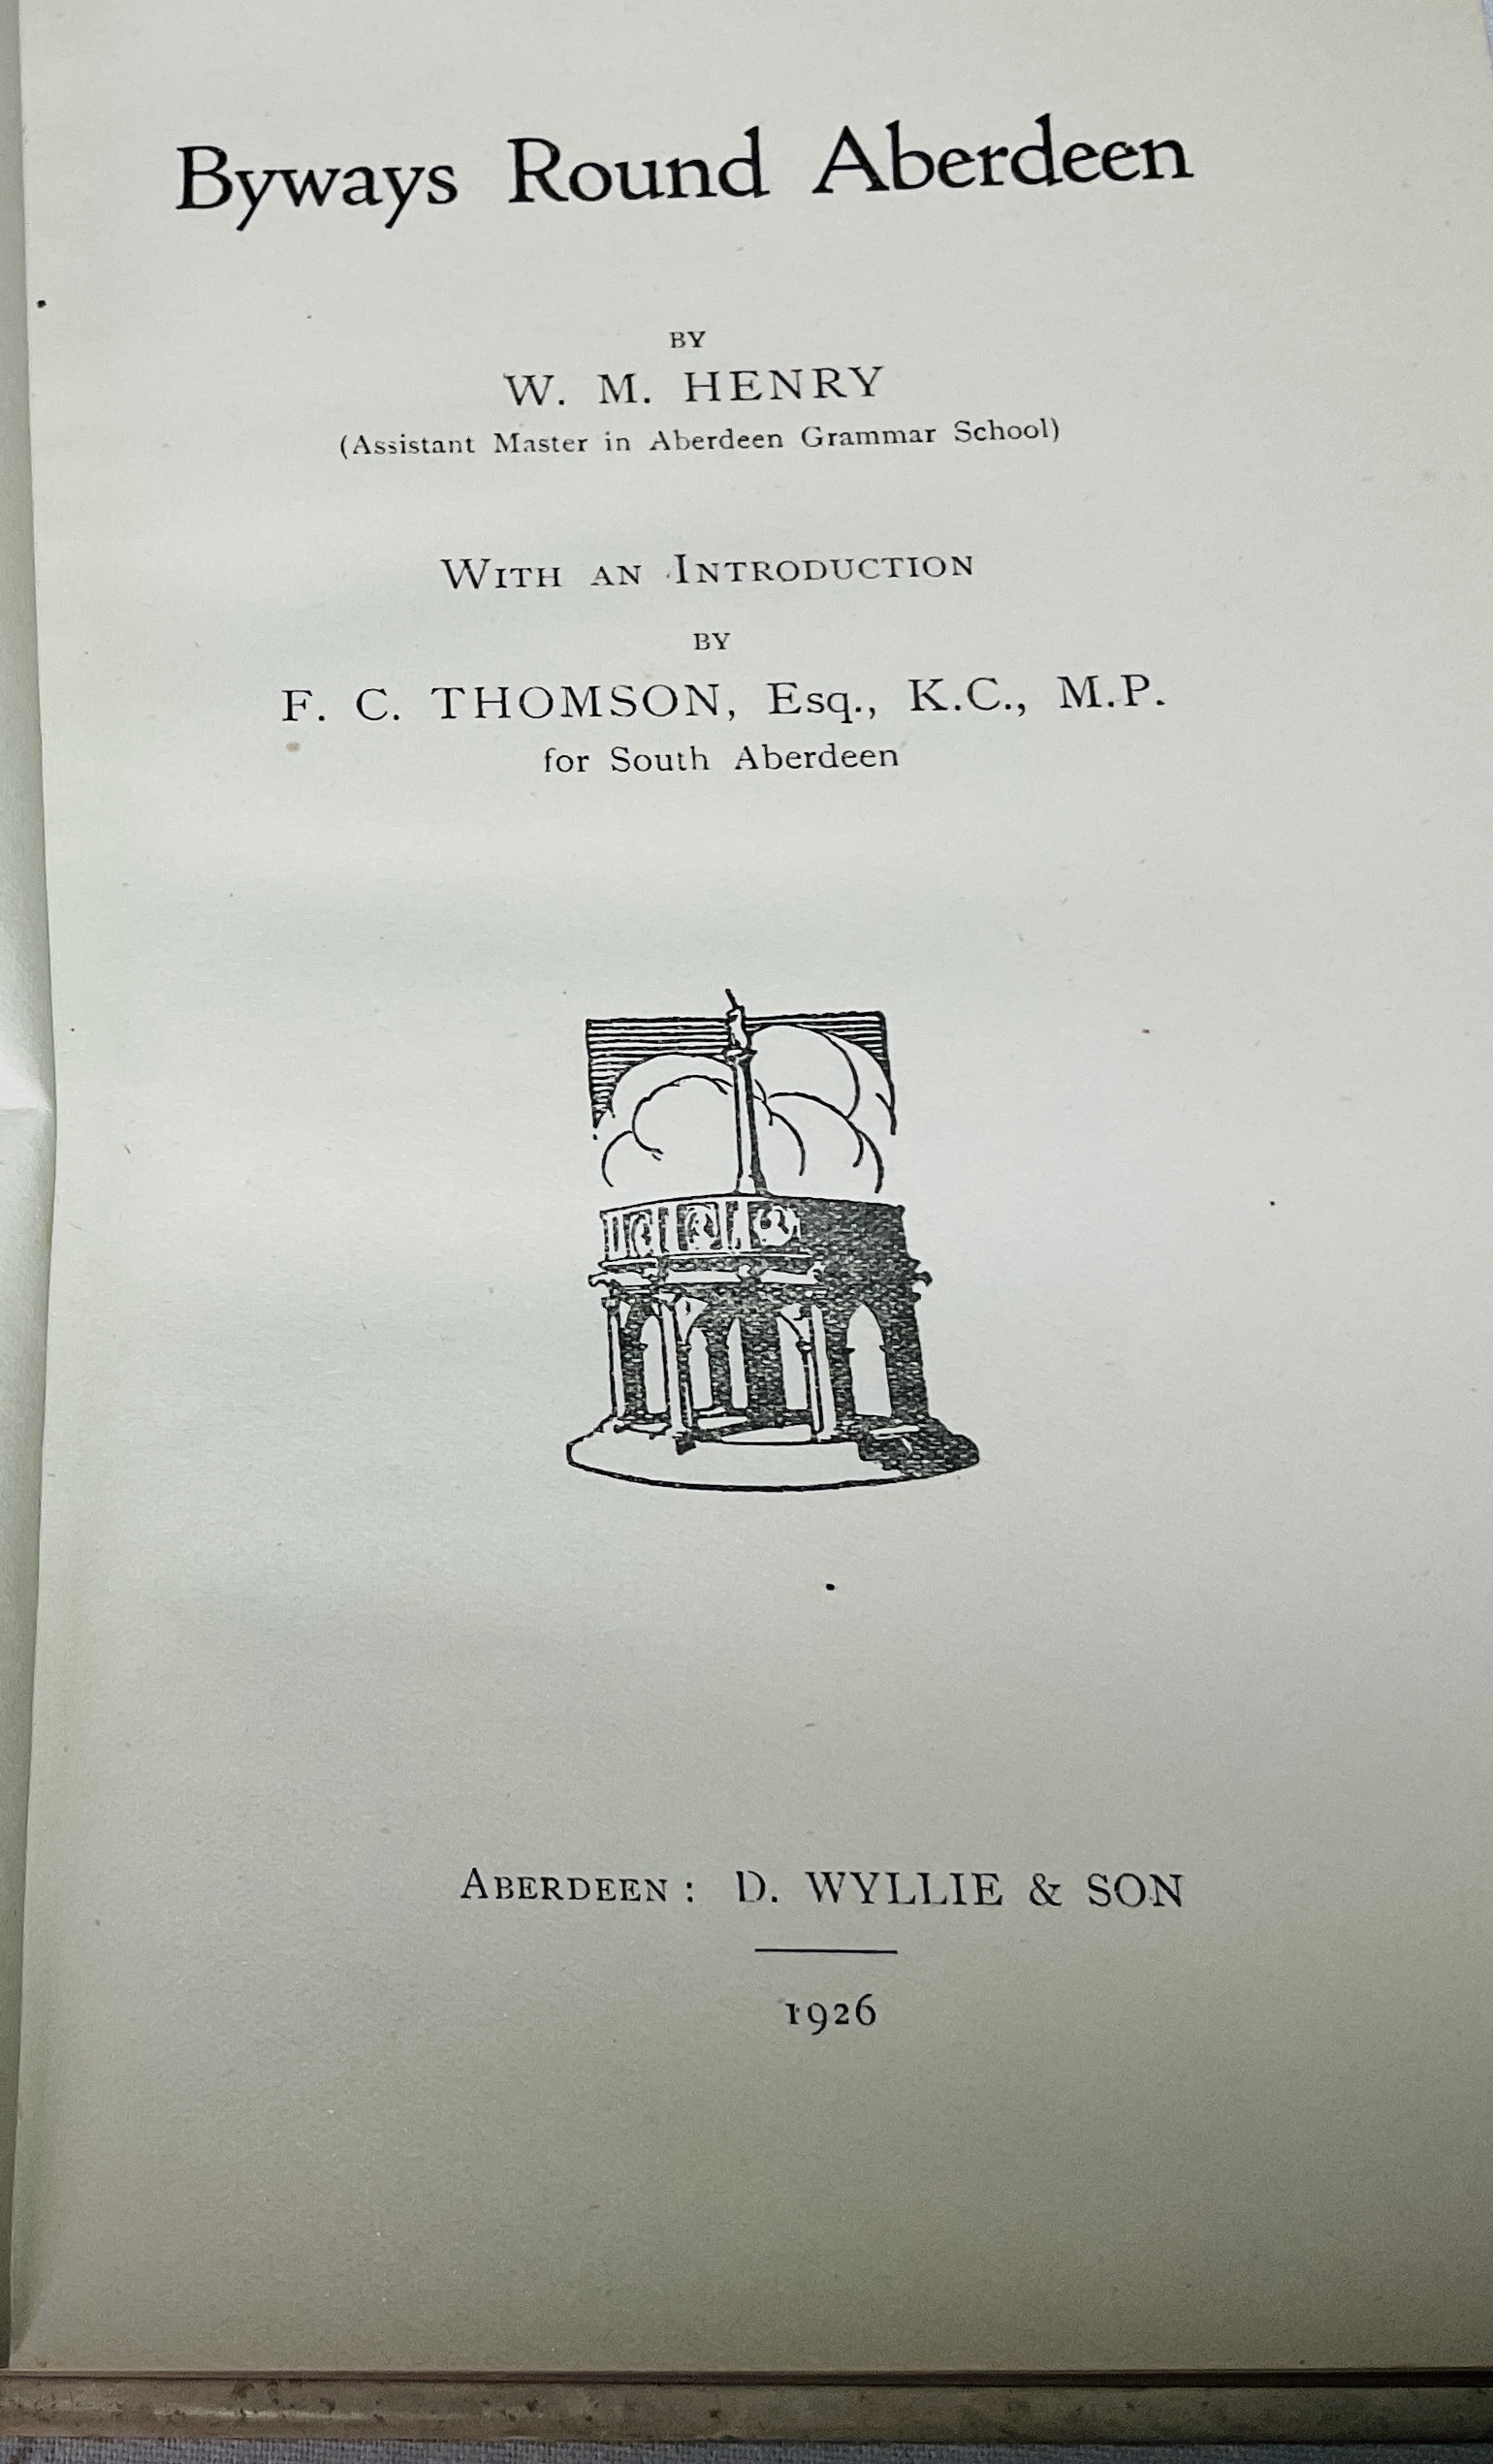 Byways Round Aberdeen
BY
W. M. HENRY
(Assistant Master in Aberdeen Grammar School)
WITH AN INTRODUCTION
BY
F. C. THOMSON, Esq., K.C., M.P.
for South Aberdeen
ABERDEEN: D. WYLLIE & SON
1926